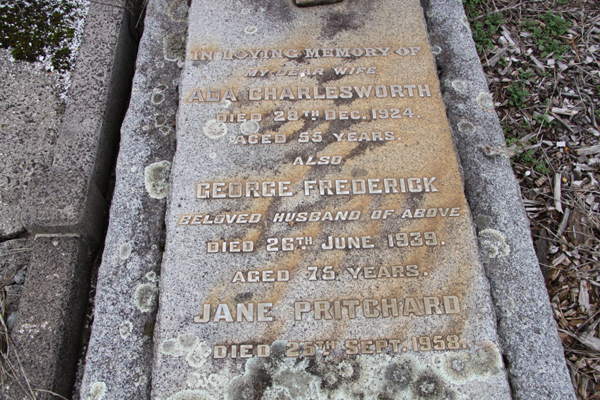 IN LOVING MEMORY OF
MY DEAR WIFE
ADA CHARLESWORTH
DIED 28TH DEC. 1924.
AGED 55 YEARS.
ALSO
GEORGE FREDERICK
BELOVED HUSBAND OF ABOVE
DIED 26TH JUNE 1939.
AGED 75 YEARS.
JANE PRITCHARD
DIED 25TH SEPT. 1958.